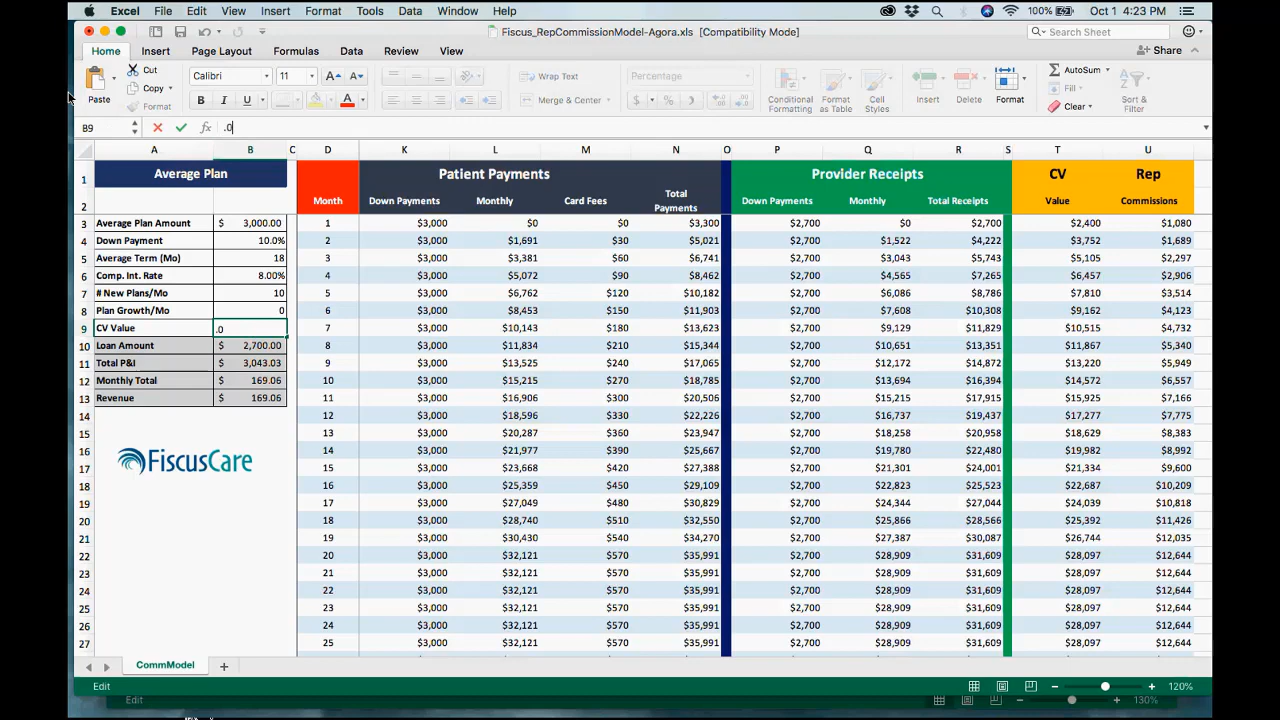 Excel File Edit View Insert Format Tools Data Window Help 100% Oct 1 4:23 PM
Fiscus_RepCommissionModel-Agora.xls [Compatibility Mode] Search Sheet
Home Insert Page Layout Formulas Data Review View Share
Paste Cut Copy Format Calibri 11 A A Wrap Text Percentage Conditional Formatting Format as Table Cell Styles Insert Delete Format AutoSum Fill Clear Sort & Filter
B I U A Merge & Center $ %
B9 fx .0
A B C D K L M N O P Q R S T U
1 Average Plan Patient Payments Provider Receipts CV Rep
2 Month Down Payments Monthly Card Fees Total Payments Down Payments Monthly Total Receipts Value Commissions
3 Average Plan Amount $ 3,000.00 1 $3,000 $0 $0 $3,300 $2,700 $0 $2,700 $2,400 $1,080
4 Down Payment 10.0% 2 $3,000 $1,691 $30 $5,021 $2,700 $1,522 $4,222 $3,752 $1,689
5 Average Term (Mo) 18 3 $3,000 $3,381 $60 $6,741 $2,700 $3,043 $5,743 $5,105 $2,297
6 Comp. Int. Rate 8.00% 4 $3,000 $5,072 $90 $8,462 $2,700 $4,565 $7,265 $6,457 $2,906
7 # New Plans/Mo 10 5 $3,000 $6,762 $120 $10,182 $2,700 $6,086 $8,786 $7,810 $3,514
8 Plan Growth/Mo 0 6 $3,000 $8,453 $150 $11,903 $2,700 $7,608 $10,308 $9,162 $4,123
9 CV Value .0 7 $3,000 $10,143 $180 $13,623 $2,700 $9,129 $11,829 $10,515 $4,732
10 Loan Amount $ 2,700.00 8 $3,000 $11,834 $210 $15,344 $2,700 $10,651 $13,351 $11,867 $5,340
11 Total P&I $ 3,043.03 9 $3,000 $13,525 $240 $17,065 $2,700 $12,172 $14,872 $13,220 $5,949
12 Monthly Total $ 169.06 10 $3,000 $15,215 $270 $18,785 $2,700 $13,694 $16,394 $14,572 $6,557
13 Revenue $ 169.06 11 $3,000 $16,906 $300 $20,506 $2,700 $15,215 $17,915 $15,925 $7,166
14 12 $3,000 $18,596 $330 $22,226 $2,700 $16,737 $19,437 $17,277 $7,775
15 13 $3,000 $20,287 $360 $23,947 $2,700 $18,258 $20,958 $18,629 $8,383
16 FiscusCare 14 $3,000 $21,977 $390 $25,667 $2,700 $19,780 $22,480 $19,982 $8,992
17 15 $3,000 $23,668 $420 $27,388 $2,700 $21,301 $24,001 $21,334 $9,600
18 16 $3,000 $25,359 $450 $29,109 $2,700 $22,823 $25,523 $22,687 $10,209
19 17 $3,000 $27,049 $480 $30,829 $2,700 $24,344 $27,044 $24,039 $10,818
20 18 $3,000 $28,740 $510 $32,550 $2,700 $25,866 $28,566 $25,392 $11,426
21 19 $3,000 $30,430 $540 $34,270 $2,700 $27,387 $30,087 $26,744 $12,035
22 20 $3,000 $32,121 $570 $35,991 $2,700 $28,909 $31,609 $28,097 $12,644
23 21 $3,000 $32,121 $570 $35,991 $2,700 $28,909 $31,609 $28,097 $12,644
24 22 $3,000 $32,121 $570 $35,991 $2,700 $28,909 $31,609 $28,097 $12,644
25 23 $3,000 $32,121 $570 $35,991 $2,700 $28,909 $31,609 $28,097 $12,644
26 24 $3,000 $32,121 $570 $35,991 $2,700 $28,909 $31,609 $28,097 $12,644
27 25 $3,000 $32,121 $570 $35,991 $2,700 $28,909 $31,609 $28,097 $12,644
CommModel
Edit 120%
Edit 130%